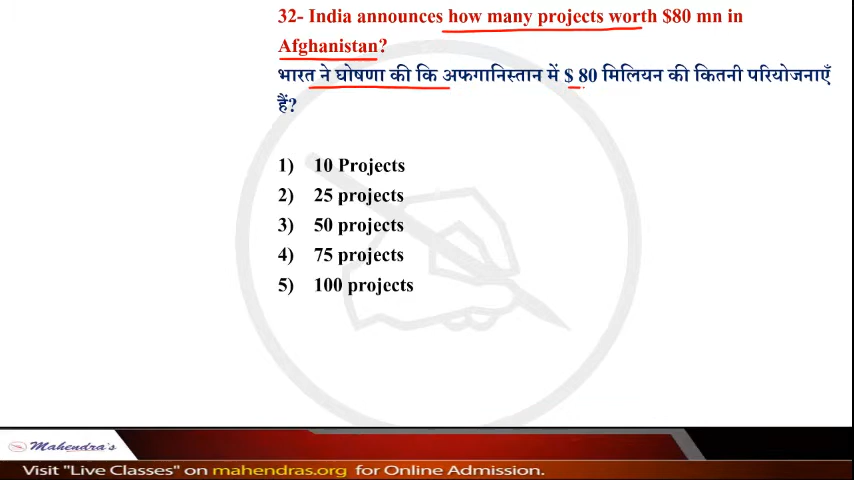 32- India announces how many projects worth $80 mn in
Afghanistan?
भारत ने घोषणा की कि अफगानिस्तान में $ 80 मिलियन की कितनी परियोजनाएँ
हैं?
1) 10 Projects
2) 25 projects
3) 50 projects
4) 75 projects
5) 100 projects
Mahendra's
Visit "Live Classes" on mahendras.org for Online Admission.